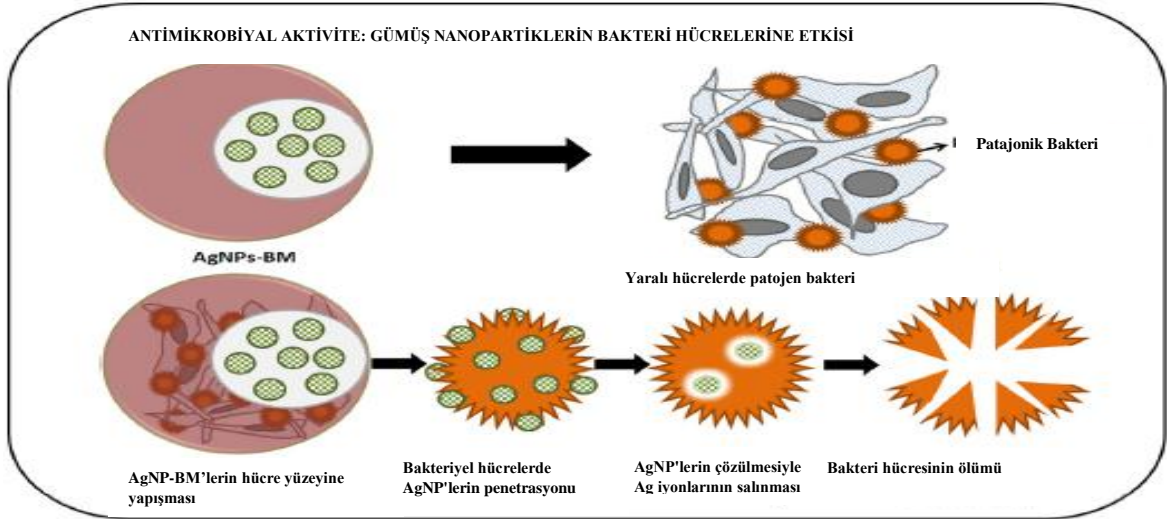 ANTİMİKROBİYAL AKTİVİTE: GÜMÜŞ NANOPARTİKLERİN BAKTERİ HÜCRELERİNE ETKİSİ
Patajonik Bakteri
AgNPs-BM
Yaralı hücrelerde patojen bakteri
AgNP-BM’lerin hücre yüzeyine
yapışması
Bakteriyel hücrelerde
AgNP'lerin penetrasyonu
AgNP'lerin çözülmesiyle
Ag iyonlarının salınması
Bakteri hücresinin ölümü